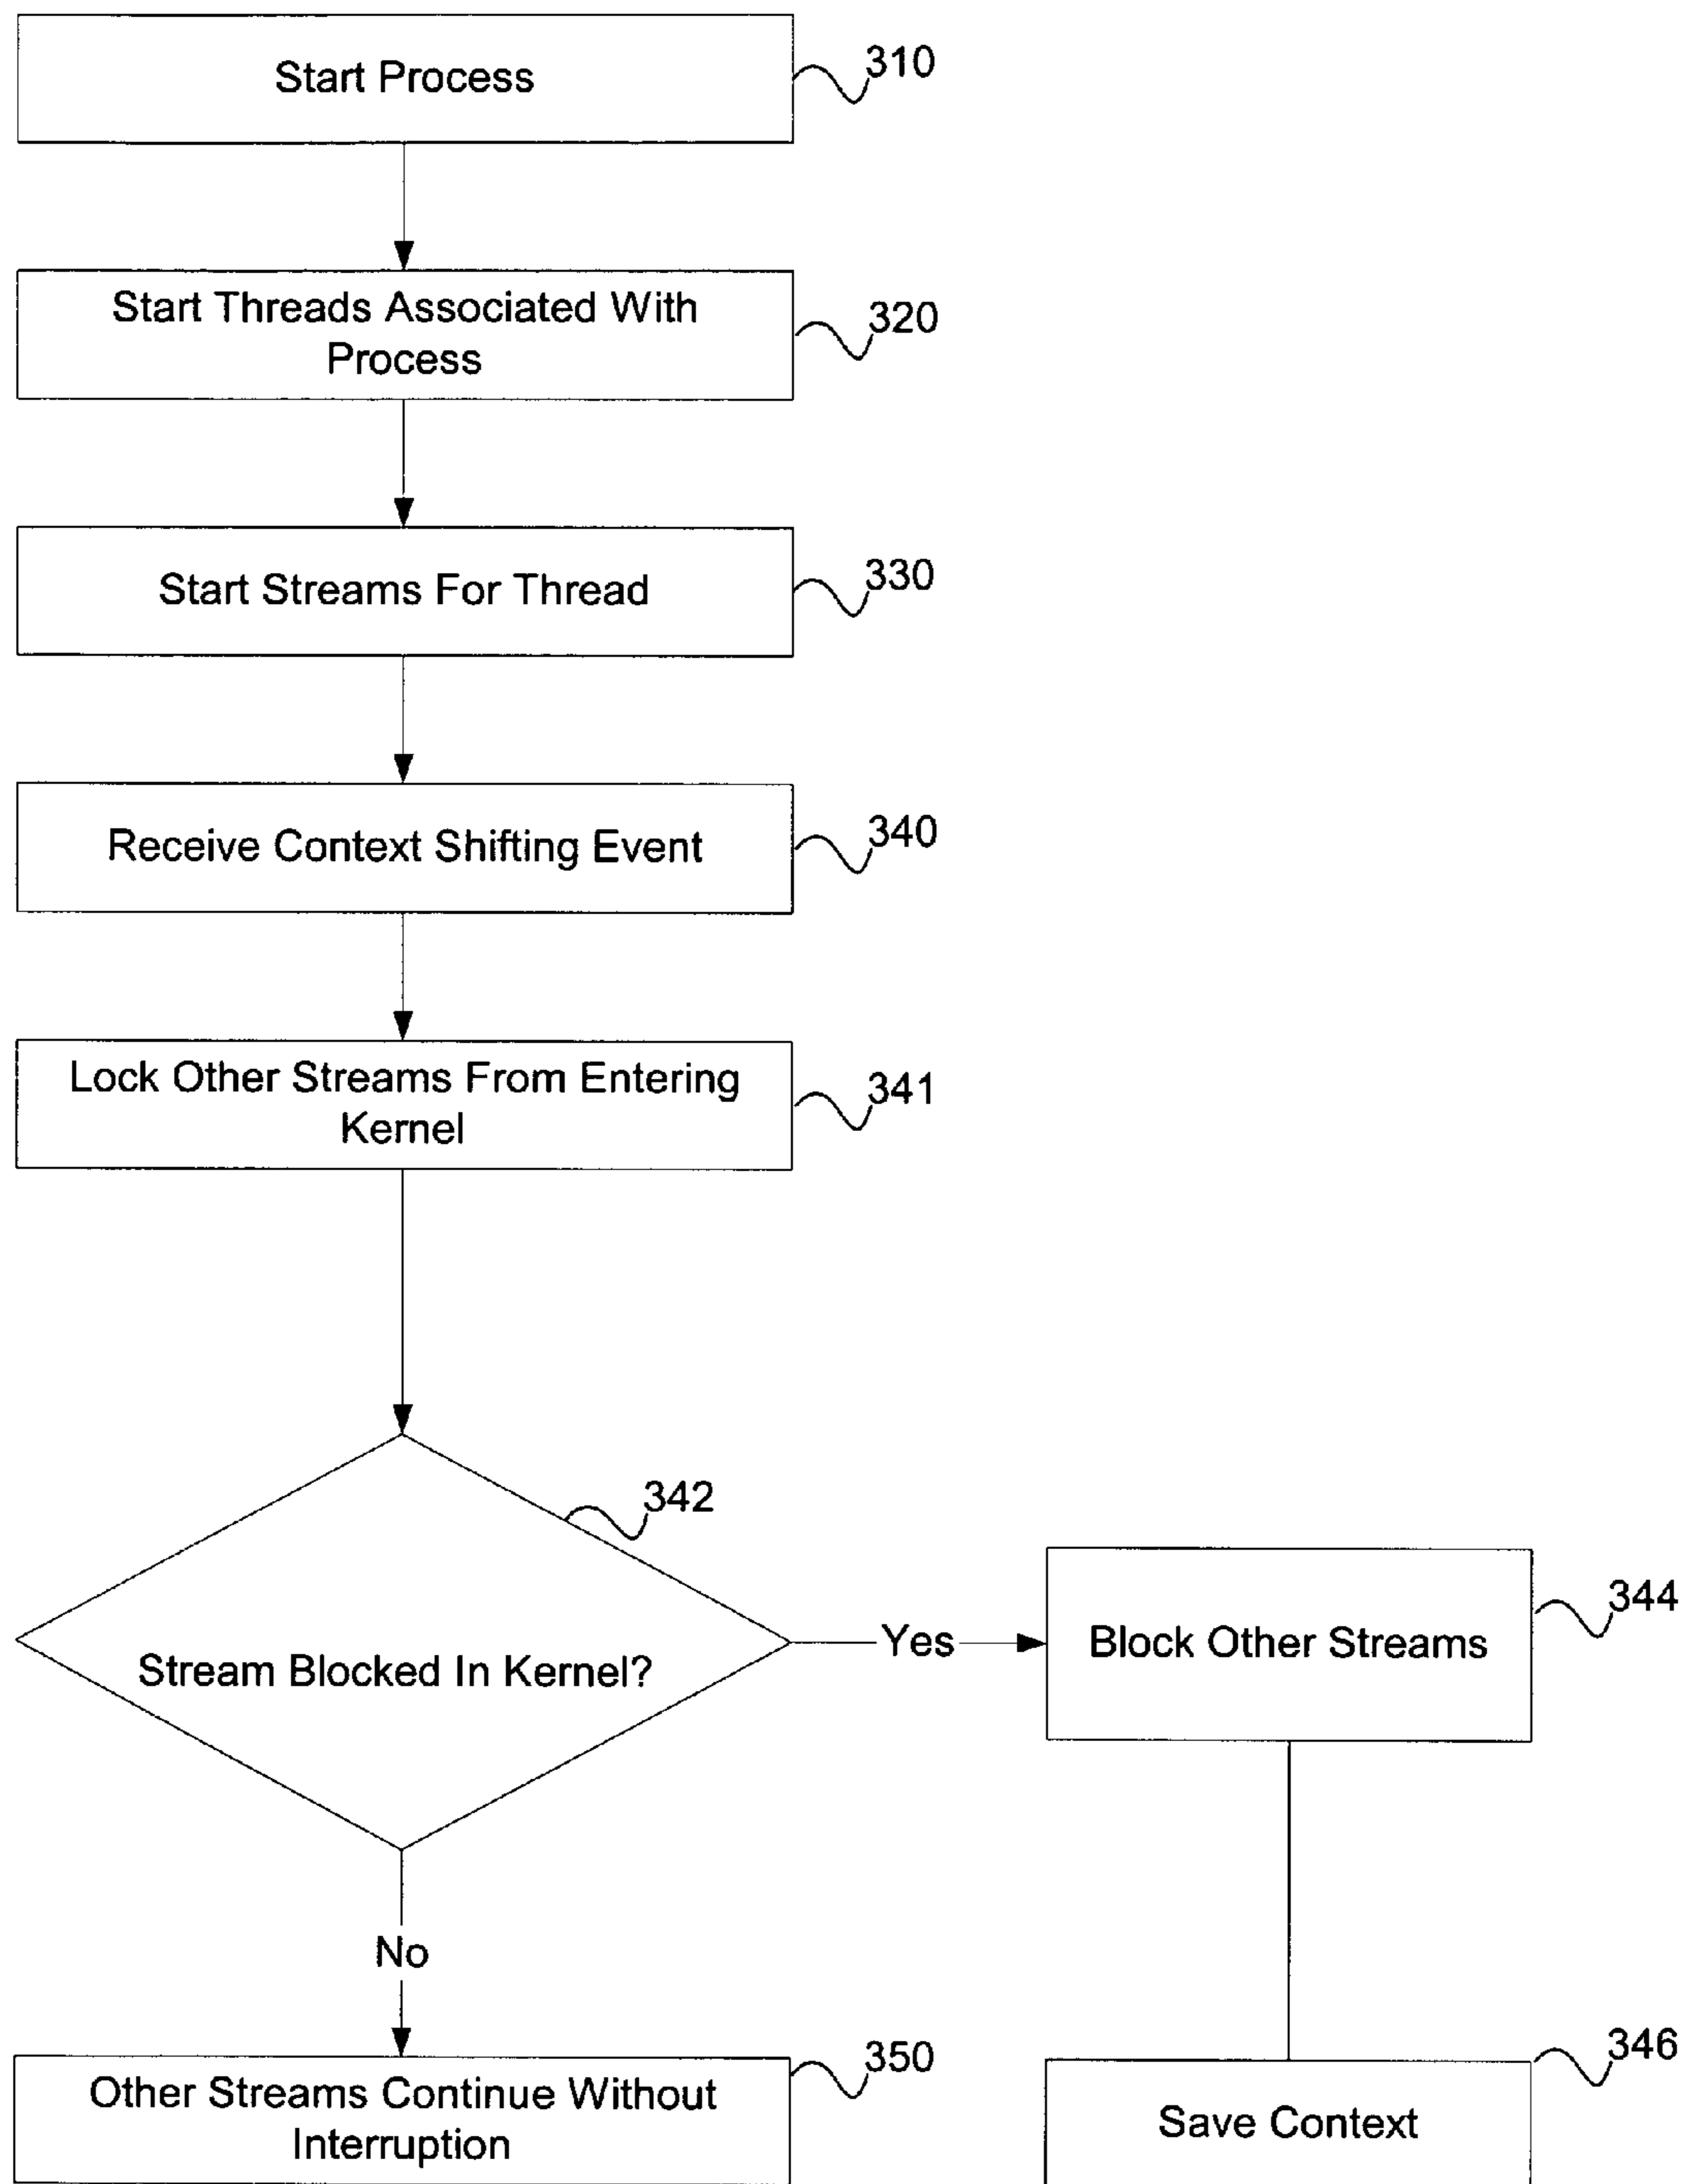 Start Process
310
Start Threads Associated With
Process
320
Start Streams For Thread
330
Receive Context Shifting Event
340
Lock Other Streams From Entering
Kernel
341
342
Stream Blocked In Kernel?
Yes
Block Other Streams
344
No
Other Streams Continue Without
Interruption
350
Save Context
346